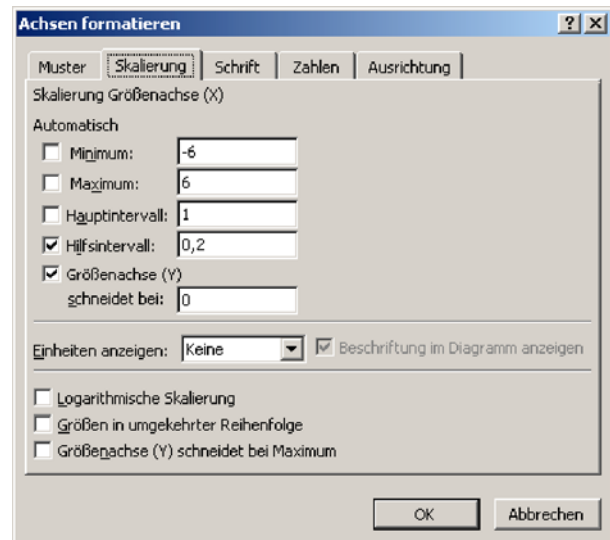 Achsen formatieren
Muster Skalierung Schrift Zahlen Ausrichtung
Skalierung Größenachse (X)
Automatisch
Minimum: -6
Maximum: 6
Hauptintervall: 1
Hilfsintervall: 0,2
Größenachse (Y)
schneidet bei: 0
Einheiten anzeigen: Keine Beschriftung im Diagramm anzeigen
Logarithmische Skalierung
Größen in umgekehrter Reihenfolge
Größenachse (Y) schneidet bei Maximum
OK Abbrechen